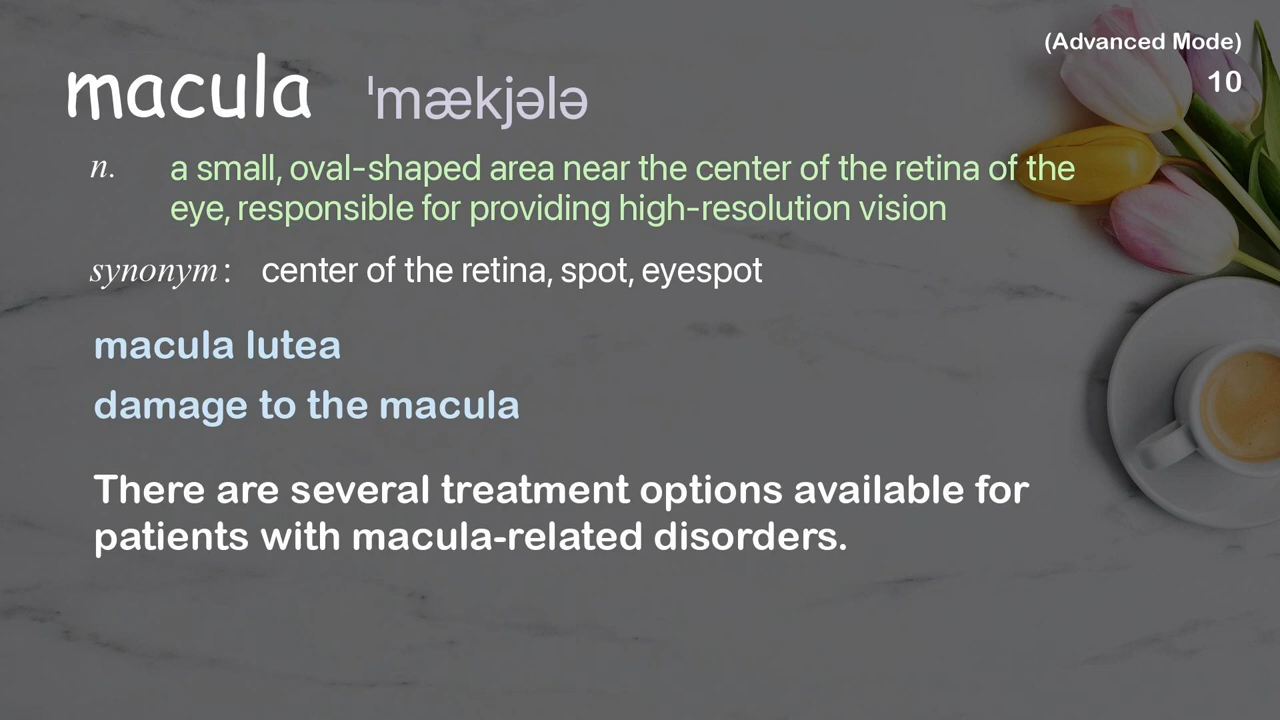 (Advanced Mode)
10
macula ˈmækjələ
n. a small, oval-shaped area near the center of the retina of the
eye, responsible for providing high-resolution vision
synonym: center of the retina, spot, eyespot
macula lutea
damage to the macula
There are several treatment options available for
patients with macula-related disorders.